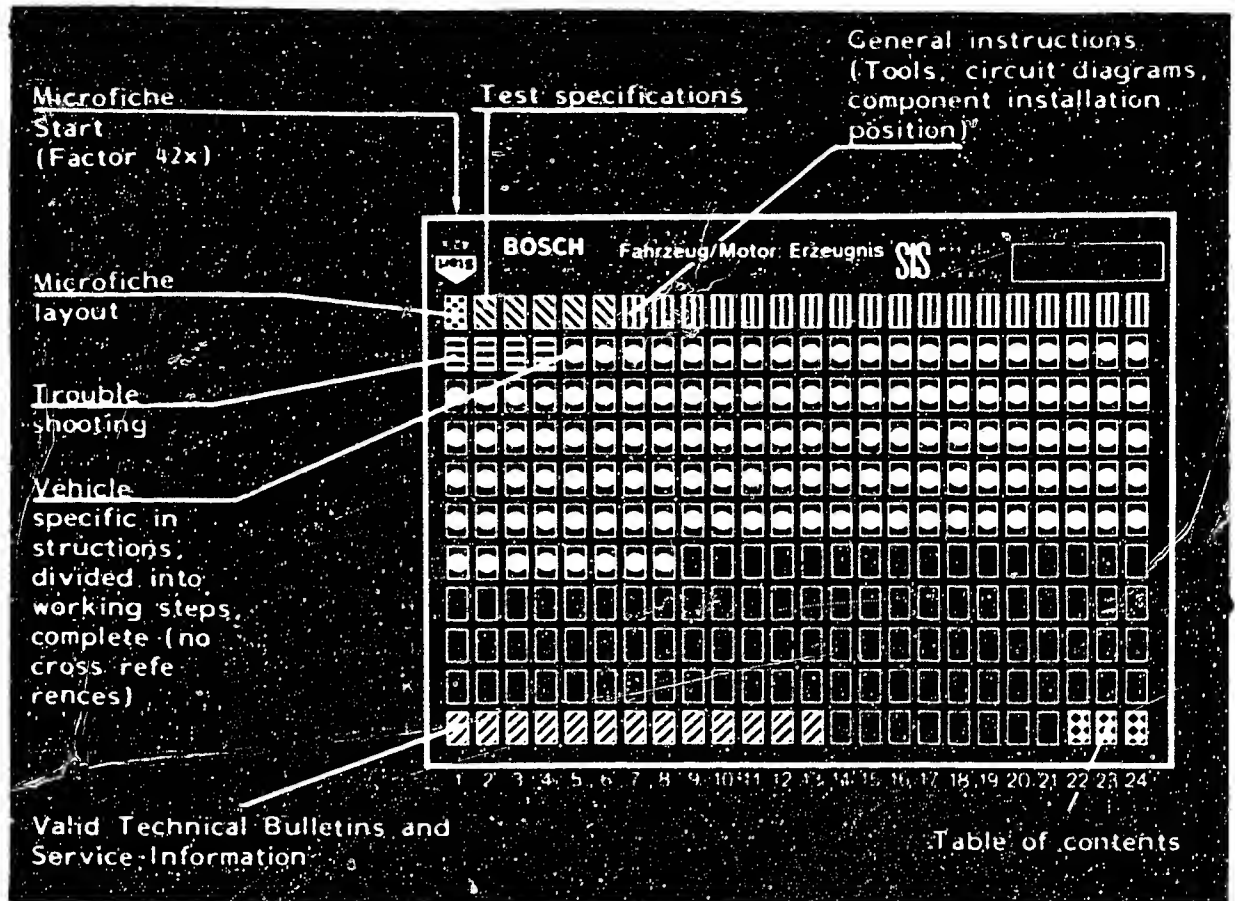 General instructions
(Tools, circuit diagrams,
component installation
position)
Microfiche
Start
(Factor 42x)
Test specifications
BOSCH Fahrzeug/Motor Erzeugnis SIS
Start
Microfiche
layout
Trouble
shooting
Vehicle
specific in
structions,
divided into
working steps,
complete (no
cross refe
rences)
1 2 3 4 5 6 7 8 9 10 11 12 13 14 15 16 17 18 19 20 21 22 23 24
Valid Technical Bulletins and
Service Information
Table of contents